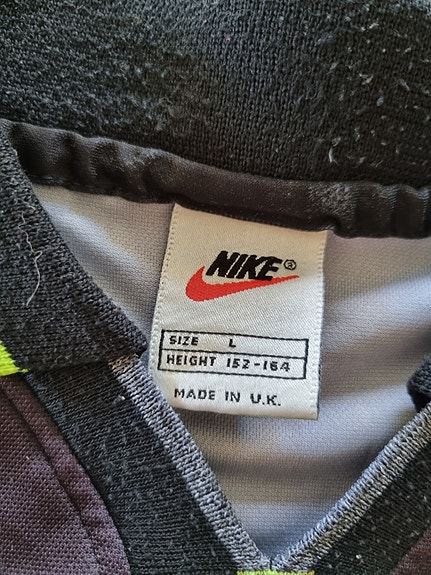 NIKE®
SIZE L
HEIGHT 152-164
MADE IN U.K.